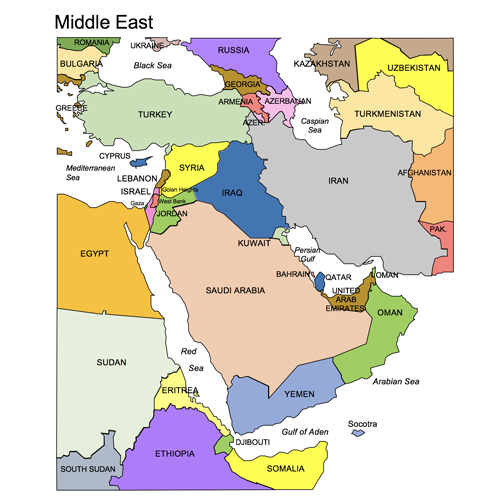 Middle East
ROMANIA
UKRAINE
RUSSIA
KAZAKHSTAN
UZBEKISTAN
BULGARIA
Black Sea
GEORGIA
GREECE
TURKEY
ARMENIA
AZERBAIJAN
AZER.
Caspian
Sea
TURKMENISTAN
CYPRUS
Mediterranean
Sea
LEBANON
SYRIA
ISRAEL
Golan Heights
Gaza
West Bank
JORDAN
IRAQ
IRAN
AFGHANISTAN
PAK.
EGYPT
KUWAIT
Persian
Gulf
BAHRAIN
QATAR
OMAN
UNITED
ARAB
EMIRATES
SAUDI ARABIA
OMAN
Red
Sea
SUDAN
ERITREA
YEMEN
Arabian Sea
Socotra
Gulf of Aden
DJIBOUTI
ETHIOPIA
SOUTH SUDAN
SOMALIA